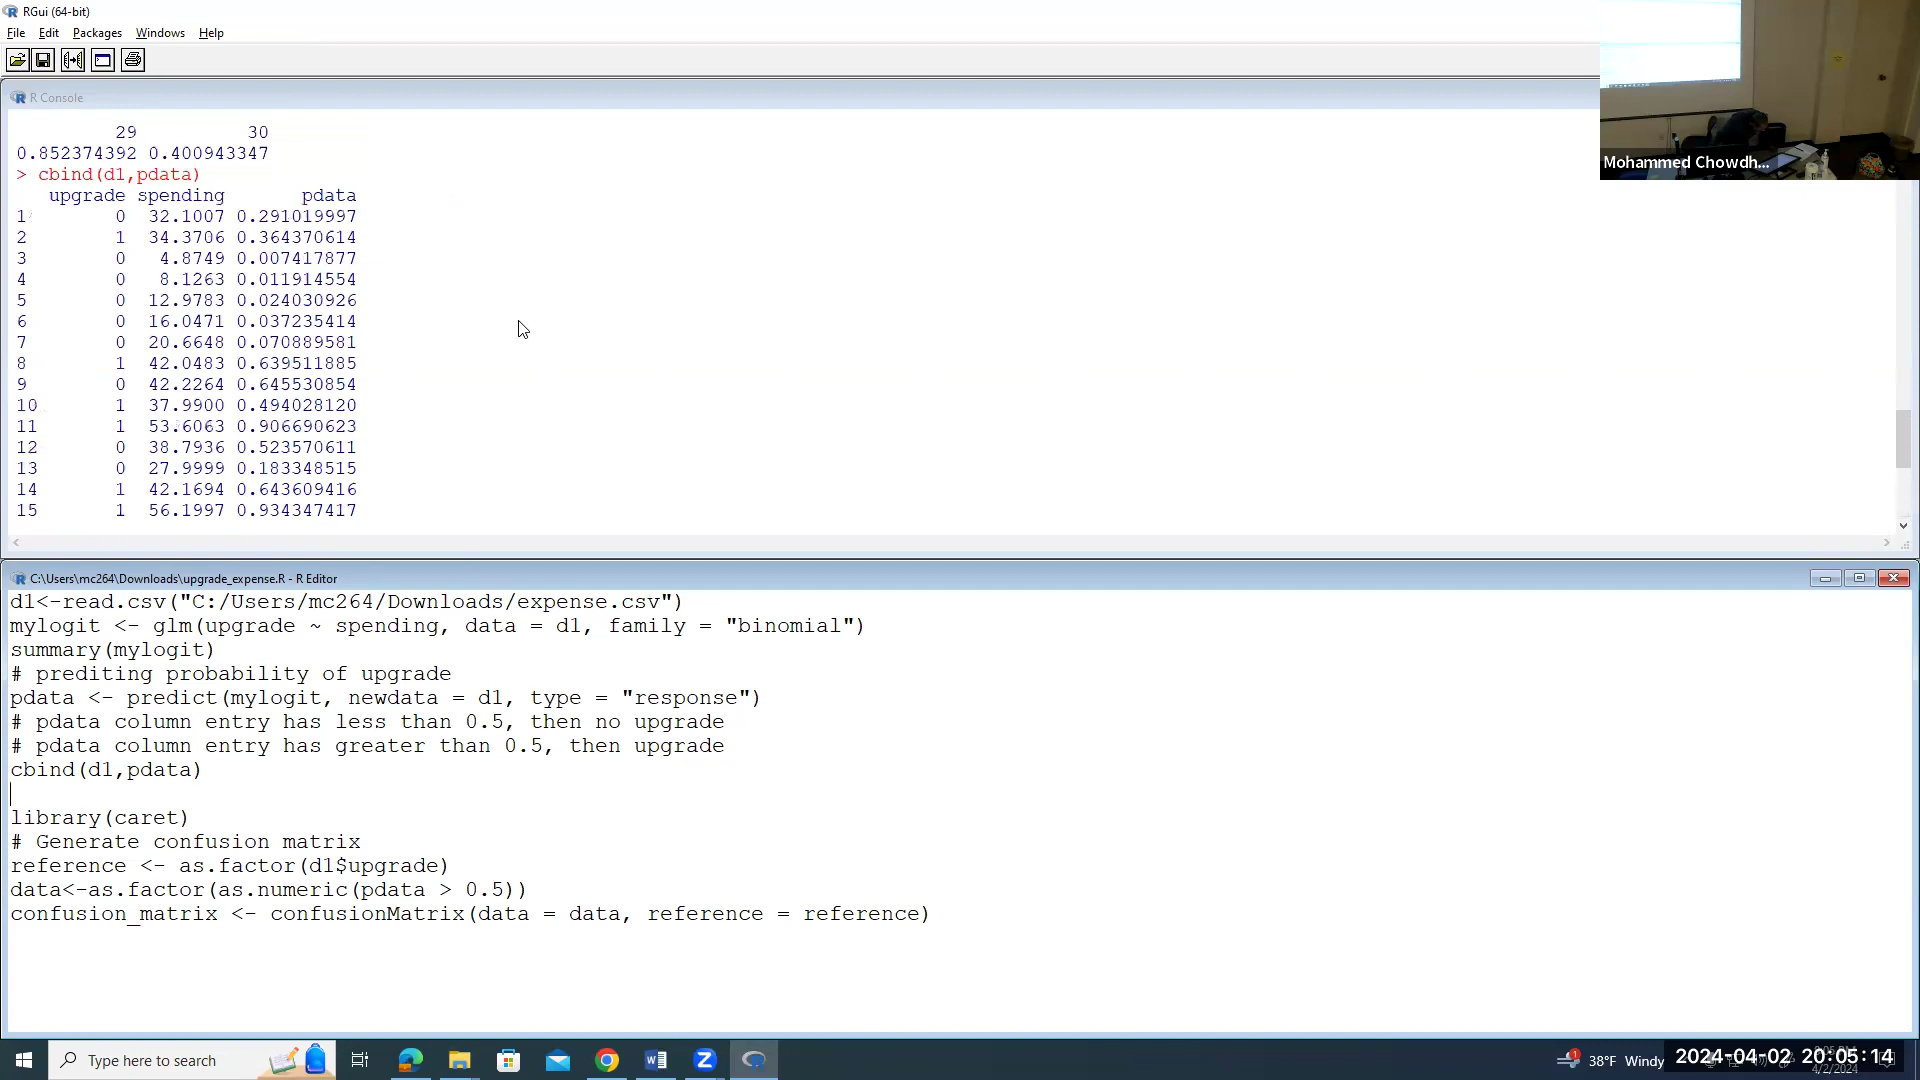 RGui (64-bit)
File Edit Packages Windows Help
R Console
29 30
0.852374392 0.400943347
> cbind(d1,pdata)
upgrade spending pdata
1 0 32.1007 0.291019997
2 1 34.3706 0.364370614
3 0 4.8749 0.007417877
4 0 8.1263 0.011914554
5 0 12.9783 0.024030926
6 0 16.0471 0.037235414
7 0 20.6648 0.070889581
8 1 42.0483 0.639511885
9 0 42.2264 0.645530854
10 1 37.9900 0.494028120
11 1 53.6063 0.906690623
12 0 38.7936 0.523570611
13 0 27.9999 0.183348515
14 1 42.1694 0.643609416
15 1 56.1997 0.934347417
Mohammed Chowdh...
C:\Users\mc264\Downloads\upgrade_expense.R - R Editor
d1<-read.csv("C:/Users/mc264/Downloads/expense.csv")
mylogit <- glm(upgrade ~ spending, data = d1, family = "binomial")
summary(mylogit)
# prediting probability of upgrade
pdata <- predict(mylogit, newdata = d1, type = "response")
# pdata column entry has less than 0.5, then no upgrade
# pdata column entry has greater than 0.5, then upgrade
cbind(d1,pdata)
library(caret)
# Generate confusion matrix
reference <- as.factor(d1$upgrade)
data<-as.factor(as.numeric(pdata > 0.5))
confusion_matrix <- confusionMatrix(data = data, reference = reference)
Type here to search
1
38°F Windy
2024-04-02 20:05:14
4/2/2024